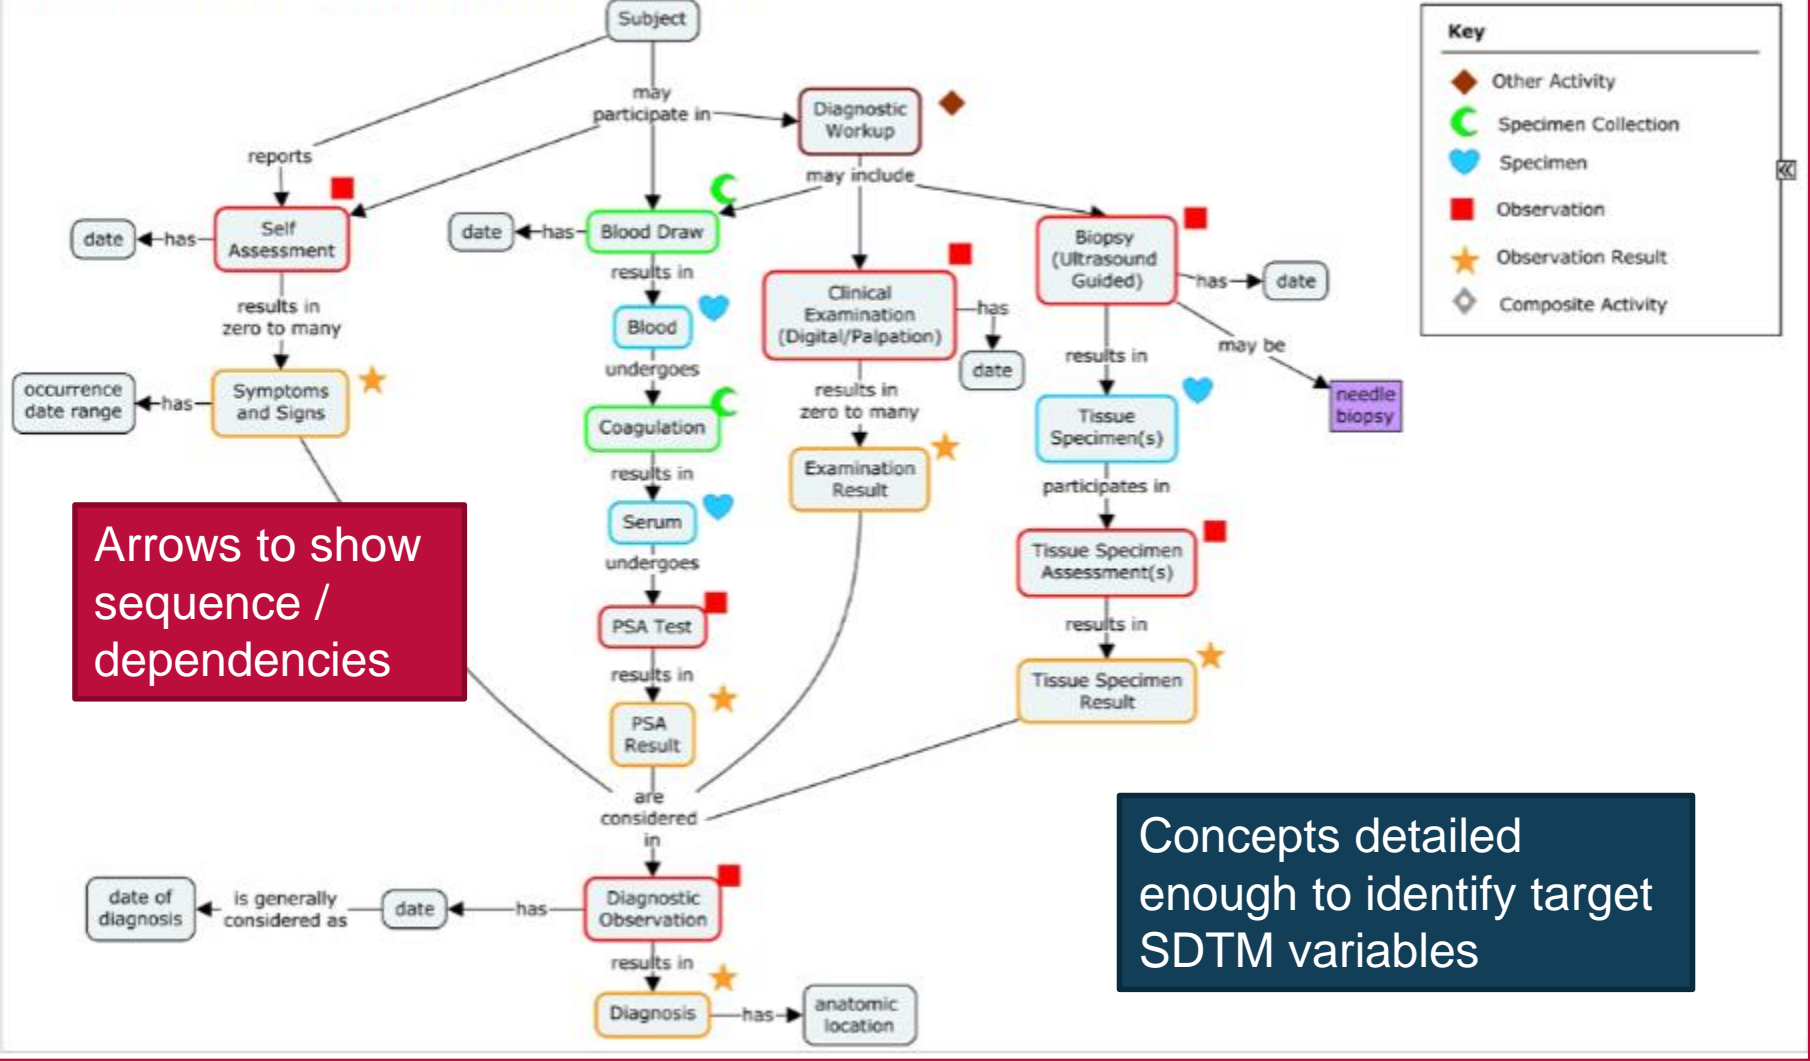 Subject
may
participate in
reports
Diagnostic
Workup
may include
Self
Assessment
has
date
results in
zero to many
Symptoms
and Signs
has
occurrence
date range
Blood Draw
has
date
results in
Blood
undergoes
Coagulation
results in
Serum
undergoes
PSA Test
results in
PSA
Result
Clinical
Examination
(Digital/Palpation)
has
date
results in
zero to many
Examination
Result
Biopsy
(Ultrasound
Guided)
has
date
may be
needle
biopsy
results in
Tissue
Specimen(s)
participates in
Tissue Specimen
Assessment(s)
results in
Tissue Specimen
Result
are
considered
in
Diagnostic
Observation
has
date
is generally
considered as
date of
diagnosis
results in
Diagnosis
has
anatomic
location
Key
Other Activity
Specimen Collection
Specimen
Observation
Observation Result
Composite Activity
Arrows to show
sequence /
dependencies
Concepts detailed
enough to identify target
SDTM variables